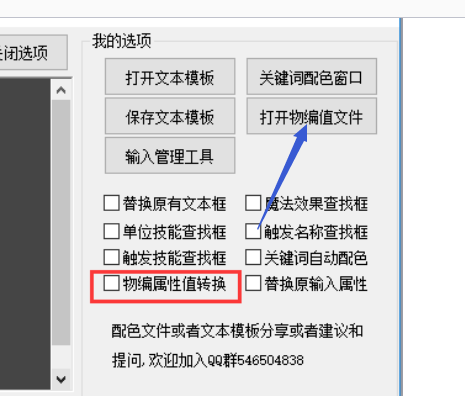 关闭选项
我的选项
打开文本模板 关键词配色窗口
保存文本模板 打开物编值文件
输入管理工具
替换原有文本框 魔法效果查找框
单位技能查找框 触发名称查找框
触发技能查找框 关键词自动配色
物编属性值转换 替换原输入属性
配色文件或者文本模板分享或者建议和
提问,欢迎加入QQ群546504838